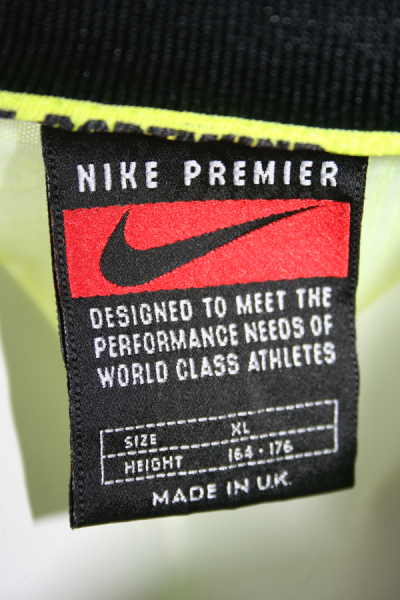 NIKE PREMIER
DESIGNED TO MEET THE
PERFORMANCE NEEDS OF
WORLD CLASS ATHLETES
SIZE XL
HEIGHT 164-176
MADE IN U.K.